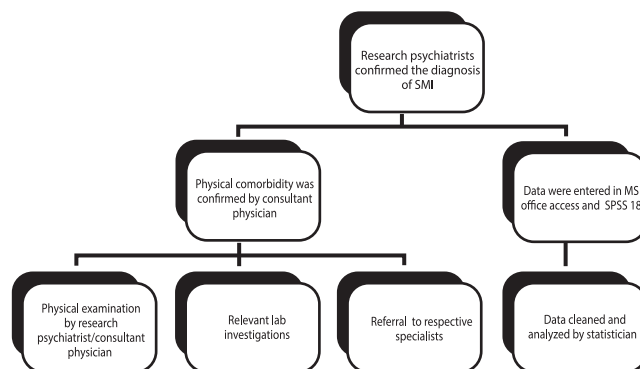 Research psychiatrists
confirmed the diagnosis
of SMI
Physical comorbidity was
confirmed by consultant
physician
Data were entered in MS
office access and SPSS 18
Physical examination
by research
psychiatrist/consultant
physician
Relevant lab
investigations
Referral to respective
specialists
Data cleaned and
analyzed by statistician